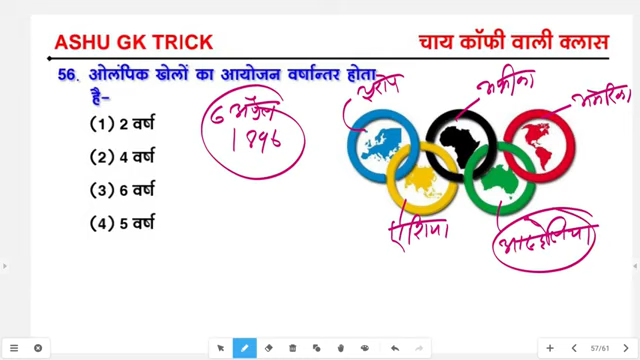 ASHU GK TRICK
चाय कॉफी वाली क्लास
56. ओलंपिक खेलों का आयोजन वर्षान्तर होता
है-
(1) 2 वर्ष
(2) 4 वर्ष
(3) 6 वर्ष
(4) 5 वर्ष
6 अप्रैल
1896
यूरोप
अफ्रीका
अमेरिका
एशिया
आस्ट्रेलिया
57/61